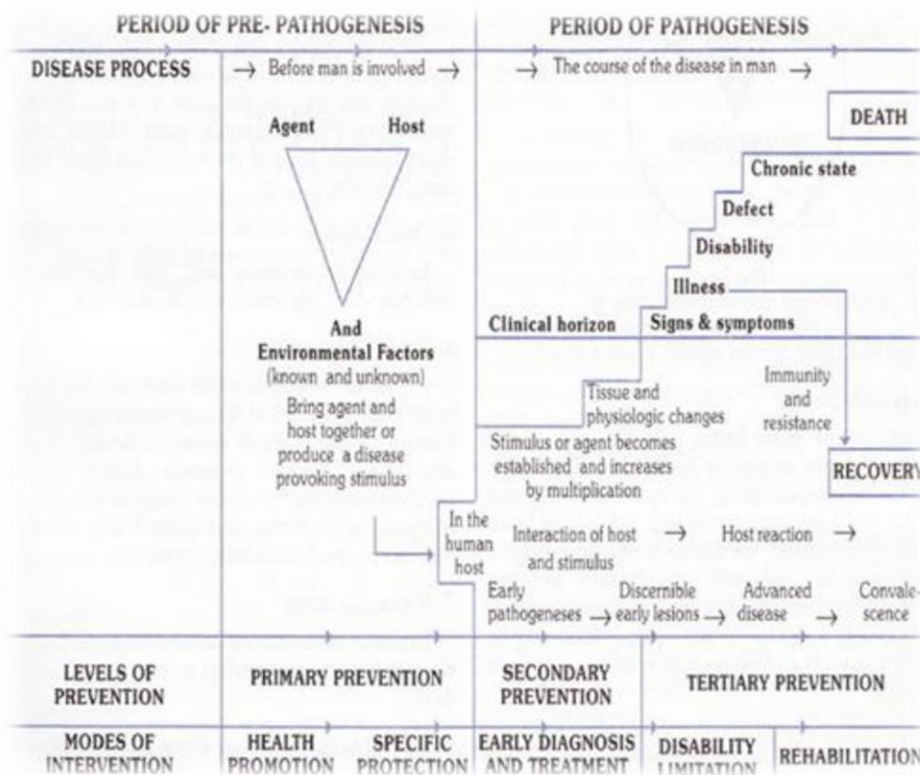 PERIOD OF PRE- PATHOGENESIS
PERIOD OF PATHOGENESIS
DISEASE PROCESS
→ Before man is involved →
→ The course of the disease in man →
Agent
Host
DEATH
Chronic state
Defect
Disability
Illness
Clinical horizon
Signs & symptoms
And
Environmental Factors
(known and unknown)
Bring agent and
host together or
produce a disease
provoking stimulus
Tissue and
physiologic changes
Stimulus or agent becomes
established and increases
by multiplication
Immunity
and
resistance
RECOVERY
In the
human
host
Interaction of host
and stimulus
→ Host reaction →
Early
pathogeneses
→ Discernible
early lesions →
Advanced
disease
→ Convale-
scence
LEVELS OF
PREVENTION
PRIMARY PREVENTION
SECONDARY
PREVENTION
TERTIARY PREVENTION
MODES OF
INTERVENTION
HEALTH
PROMOTION
SPECIFIC
PROTECTION
EARLY DIAGNOSIS
AND TREATMENT
DISABILITY
LIMITATION
REHABILITATION